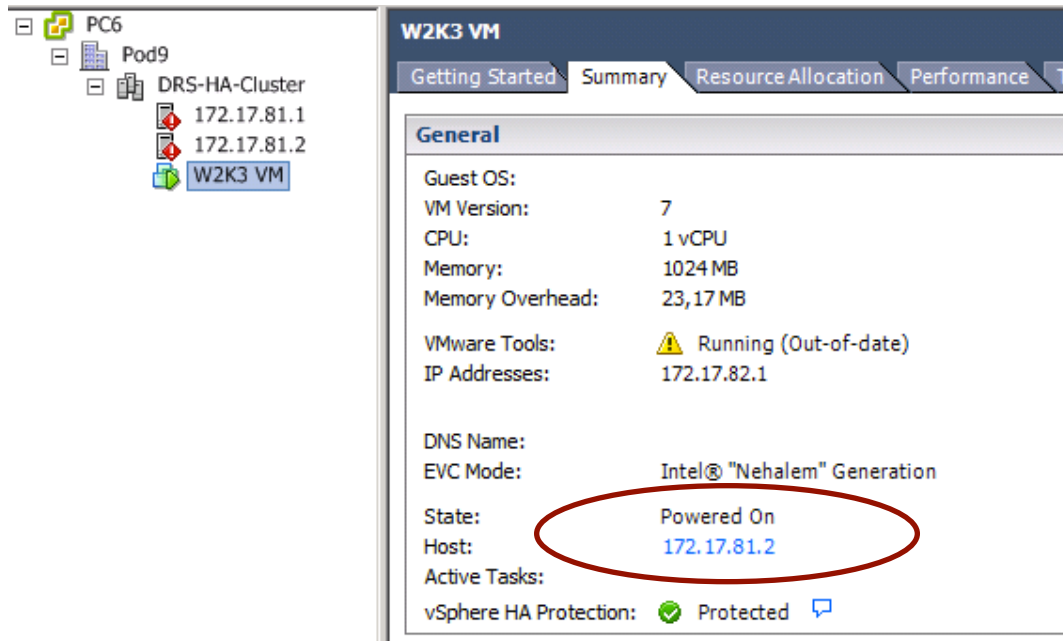 PC6
Pod9
DRS-HA-Cluster
172.17.81.1
172.17.81.2
W2K3 VM
W2K3 VM
Getting Started Summary Resource Allocation Performance
General
Guest OS:
VM Version: 7
CPU: 1 vCPU
Memory: 1024 MB
Memory Overhead: 23,17 MB
VMware Tools: Running (Out-of-date)
IP Addresses: 172.17.82.1
DNS Name:
EVC Mode: Intel® "Nehalem" Generation
State: Powered On
Host: 172.17.81.2
Active Tasks:
vSphere HA Protection: Protected